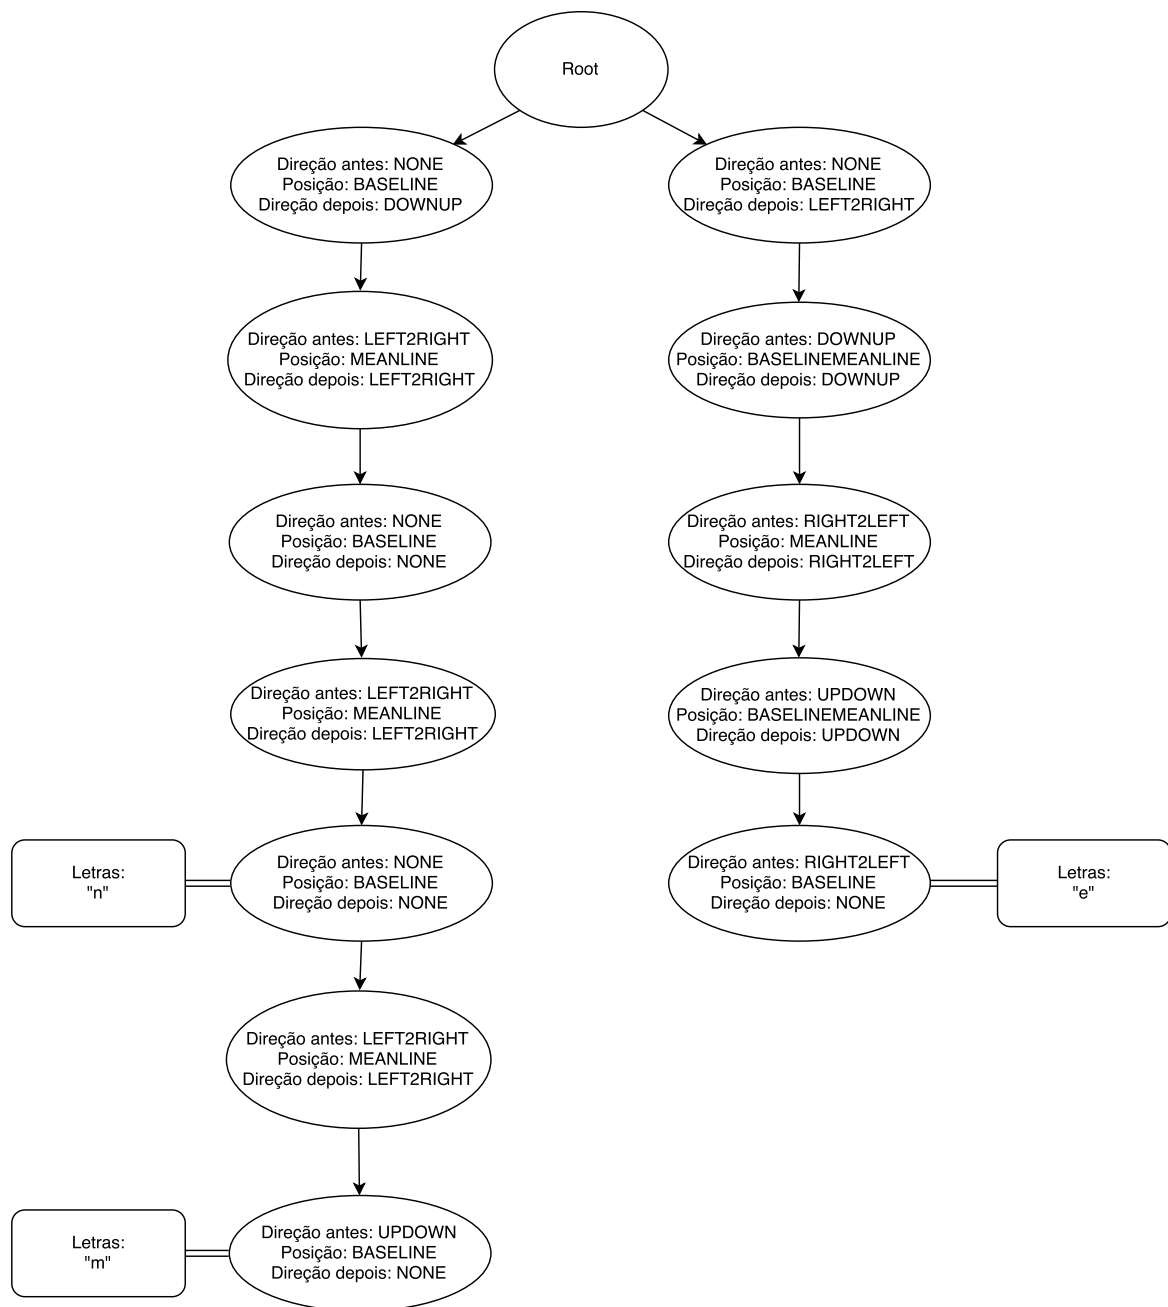 Root
Direção antes: NONE
Posição: BASELINE
Direção depois: DOWNUP
Direção antes: NONE
Posição: BASELINE
Direção depois: LEFT2RIGHT
Direção antes: LEFT2RIGHT
Posição: MEANLINE
Direção depois: LEFT2RIGHT
Direção antes: DOWNUP
Posição: BASELINEMEANLINE
Direção depois: DOWNUP
Direção antes: NONE
Posição: BASELINE
Direção depois: NONE
Direção antes: RIGHT2LEFT
Posição: MEANLINE
Direção depois: RIGHT2LEFT
Direção antes: LEFT2RIGHT
Posição: MEANLINE
Direção depois: LEFT2RIGHT
Direção antes: UPDOWN
Posição: BASELINEMEANLINE
Direção depois: UPDOWN
Letras:
"n"
Direção antes: NONE
Posição: BASELINE
Direção depois: NONE
Direção antes: RIGHT2LEFT
Posição: BASELINE
Direção depois: NONE
Letras:
"e"
Direção antes: LEFT2RIGHT
Posição: MEANLINE
Direção depois: LEFT2RIGHT
Letras:
"m"
Direção antes: UPDOWN
Posição: BASELINE
Direção depois: NONE